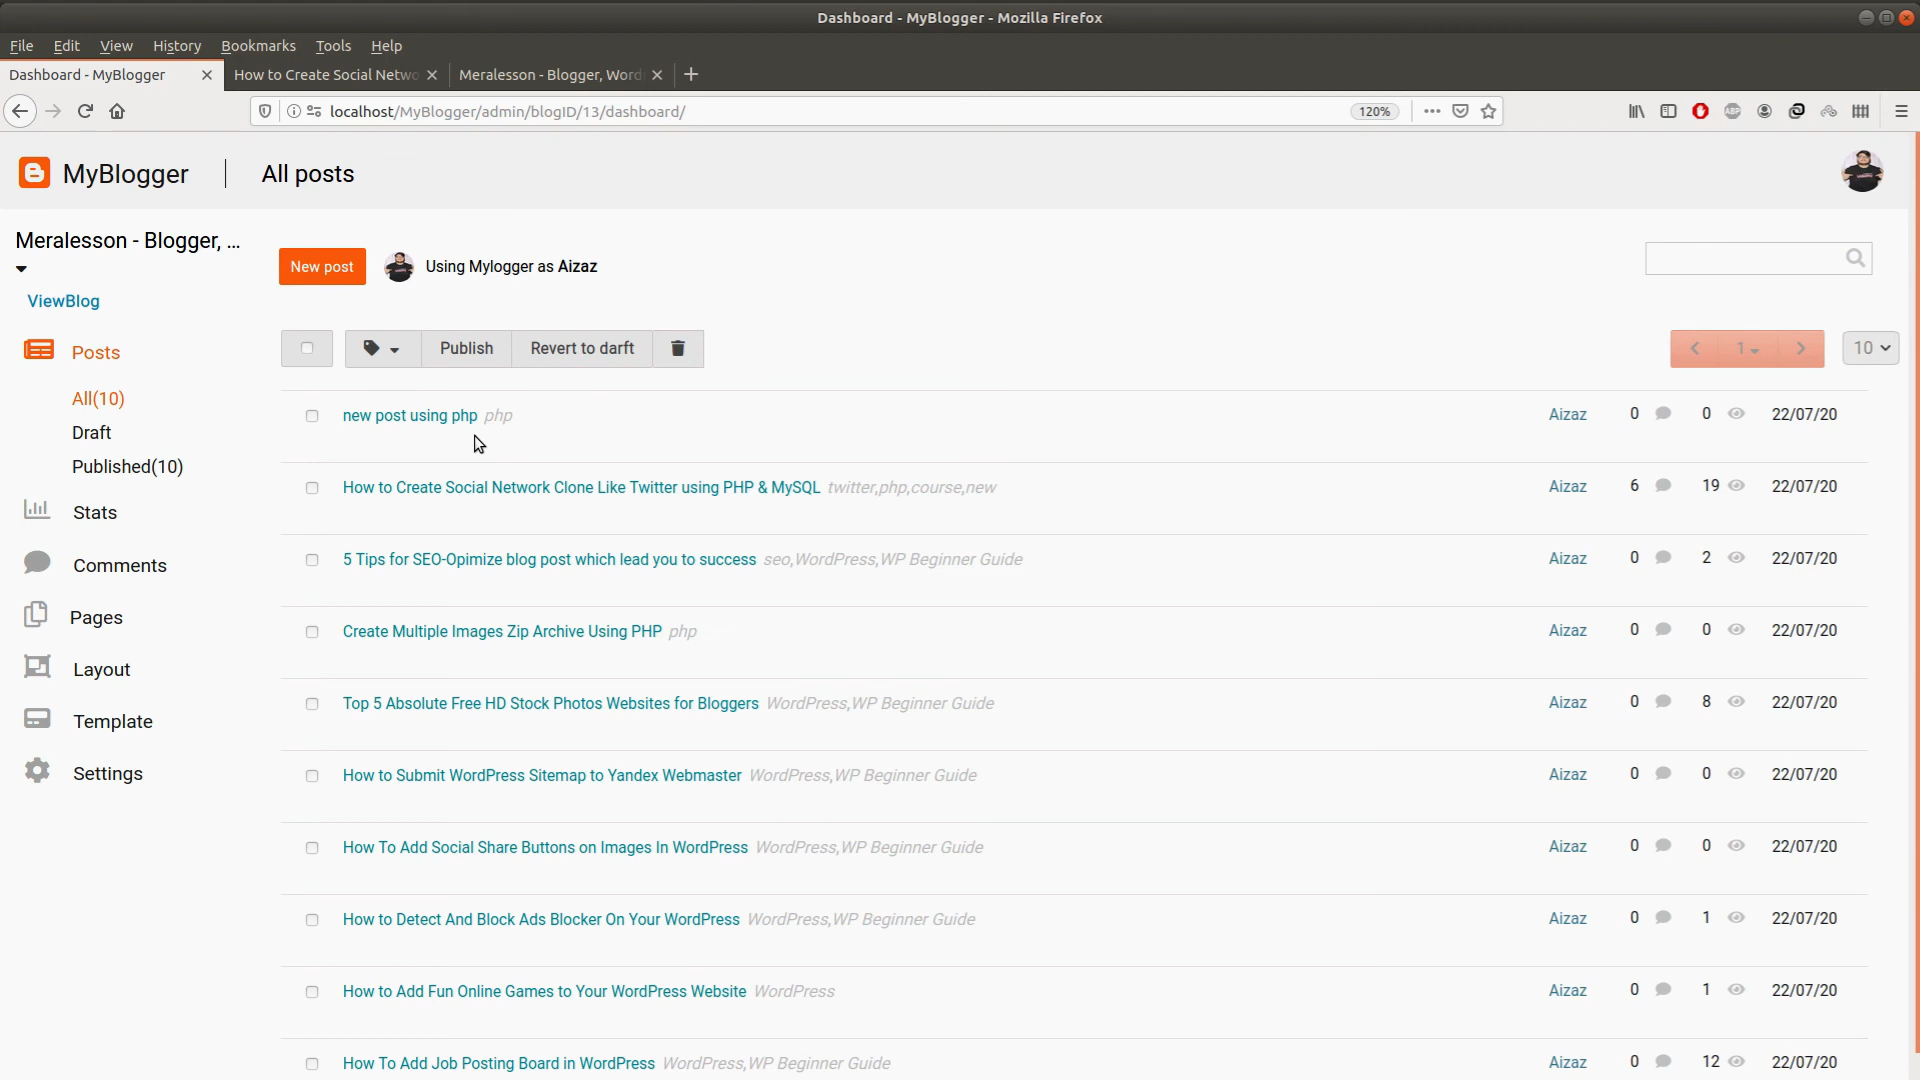 Dashboard - MyBlogger - Mozilla Firefox
File Edit View History Bookmarks Tools Help
Dashboard - MyBlogger How to Create Social Netwo Meralesson - Blogger, Word
localhost/MyBlogger/admin/blogID/13/dashboard/ 120% ABP
MyBlogger All posts
Meralesson - Blogger, ...
ViewBlog
Posts
All(10)
Draft
Published(10)
Stats
Comments
Pages
Layout
Template
Settings
New post Using Mylogger as Aizaz
Publish Revert to darft 1 10
new post using php php Aizaz 0 0 22/07/20
How to Create Social Network Clone Like Twitter using PHP & MySQL twitter,php,course,new Aizaz 6 19 22/07/20
5 Tips for SEO-Opimize blog post which lead you to success seo,WordPress,WP Beginner Guide Aizaz 0 2 22/07/20
Create Multiple Images Zip Archive Using PHP php Aizaz 0 0 22/07/20
Top 5 Absolute Free HD Stock Photos Websites for Bloggers WordPress,WP Beginner Guide Aizaz 0 8 22/07/20
How to Submit WordPress Sitemap to Yandex Webmaster WordPress,WP Beginner Guide Aizaz 0 0 22/07/20
How To Add Social Share Buttons on Images In WordPress WordPress,WP Beginner Guide Aizaz 0 0 22/07/20
How to Detect And Block Ads Blocker On Your WordPress WordPress,WP Beginner Guide Aizaz 0 1 22/07/20
How to Add Fun Online Games to Your WordPress Website WordPress Aizaz 0 1 22/07/20
How To Add Job Posting Board in WordPress WordPress,WP Beginner Guide Aizaz 0 12 22/07/20